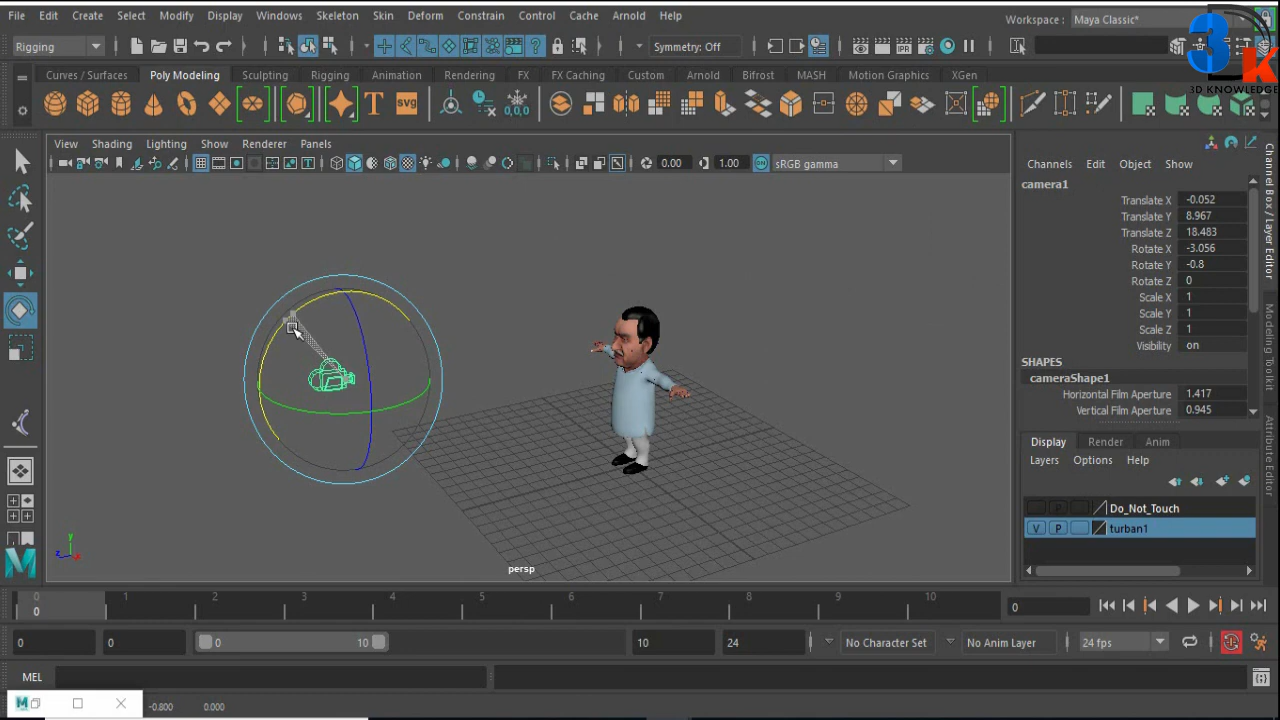 File Edit Create Select Modify Display Windows Skeleton Skin Deform Constrain Control Cache Arnold Help
Workspace : Maya Classic*
3DK
3D KNOWLEDGE
Rigging
Symmetry: Off
Curves / Surfaces Poly Modeling Sculpting Rigging Animation Rendering FX FX Caching Custom Arnold Bifrost MASH Motion Graphics XGen
T SVG 0,0,0
View Shading Lighting Show Renderer Panels
0.00 1.00 ON sRGB gamma
Channels Edit Object Show
camera1
Translate X -0.052
Translate Y 8.967
Translate Z 18.483
Rotate X -3.056
Rotate Y -0.8
Rotate Z 0
Scale X 1
Scale Y 1
Scale Z 1
Visibility on
SHAPES
cameraShape1
Horizontal Film Aperture 1.417
Vertical Film Aperture 0.945
Display Render Anim
Layers Options Help
P Do_Not_Touch
V P turban1
Channel Box / Layer Editor
Modeling Toolkit
Attribute Editor
y
z x
persp
0 1 2 3 4 5 6 7 8 9 10
0 0
0 0 0 10 10 24 No Character Set No Anim Layer 24 fps
MEL
M -0.800 0.000